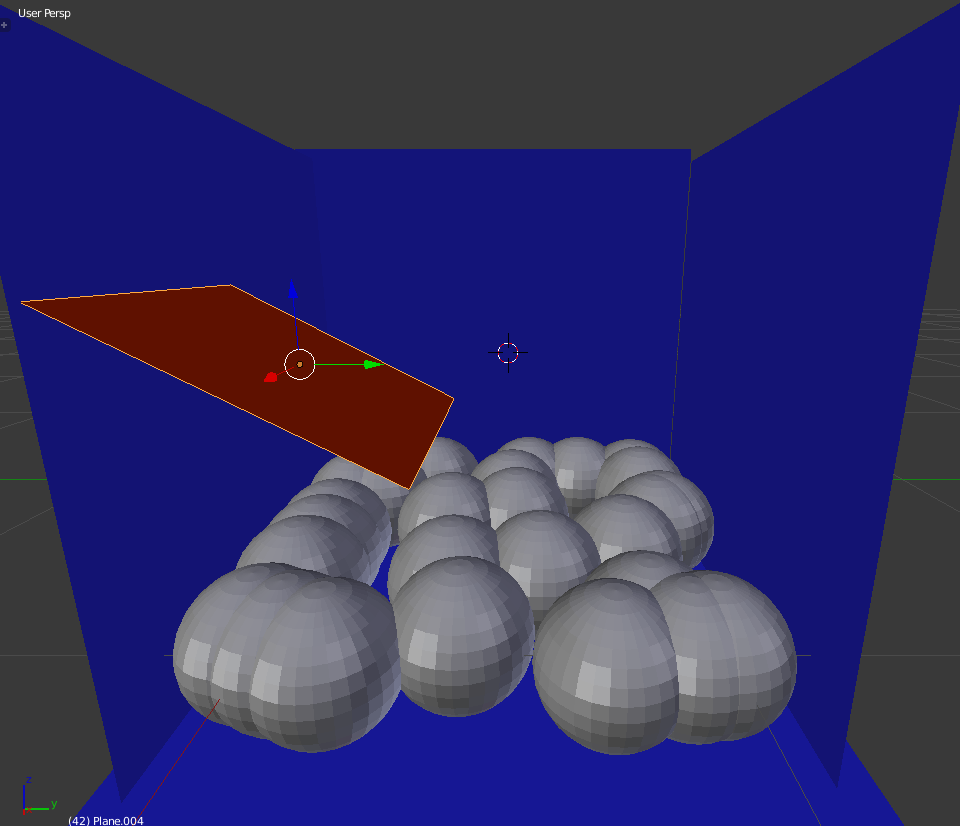 User Persp
z
y
(42) Plane.004